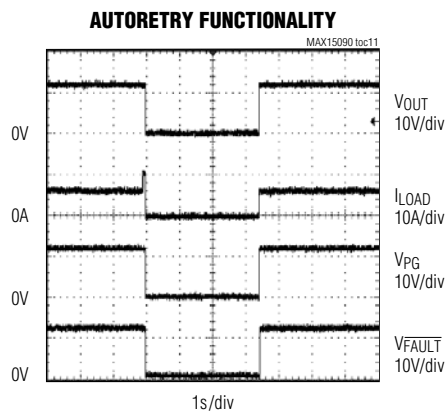 AUTORETRY FUNCTIONALITY
MAX15090 toc11
0V
VOUT
10V/div
0A
ILOAD
10A/div
0V
VPG
10V/div
0V
VFAULT
10V/div
1s/div